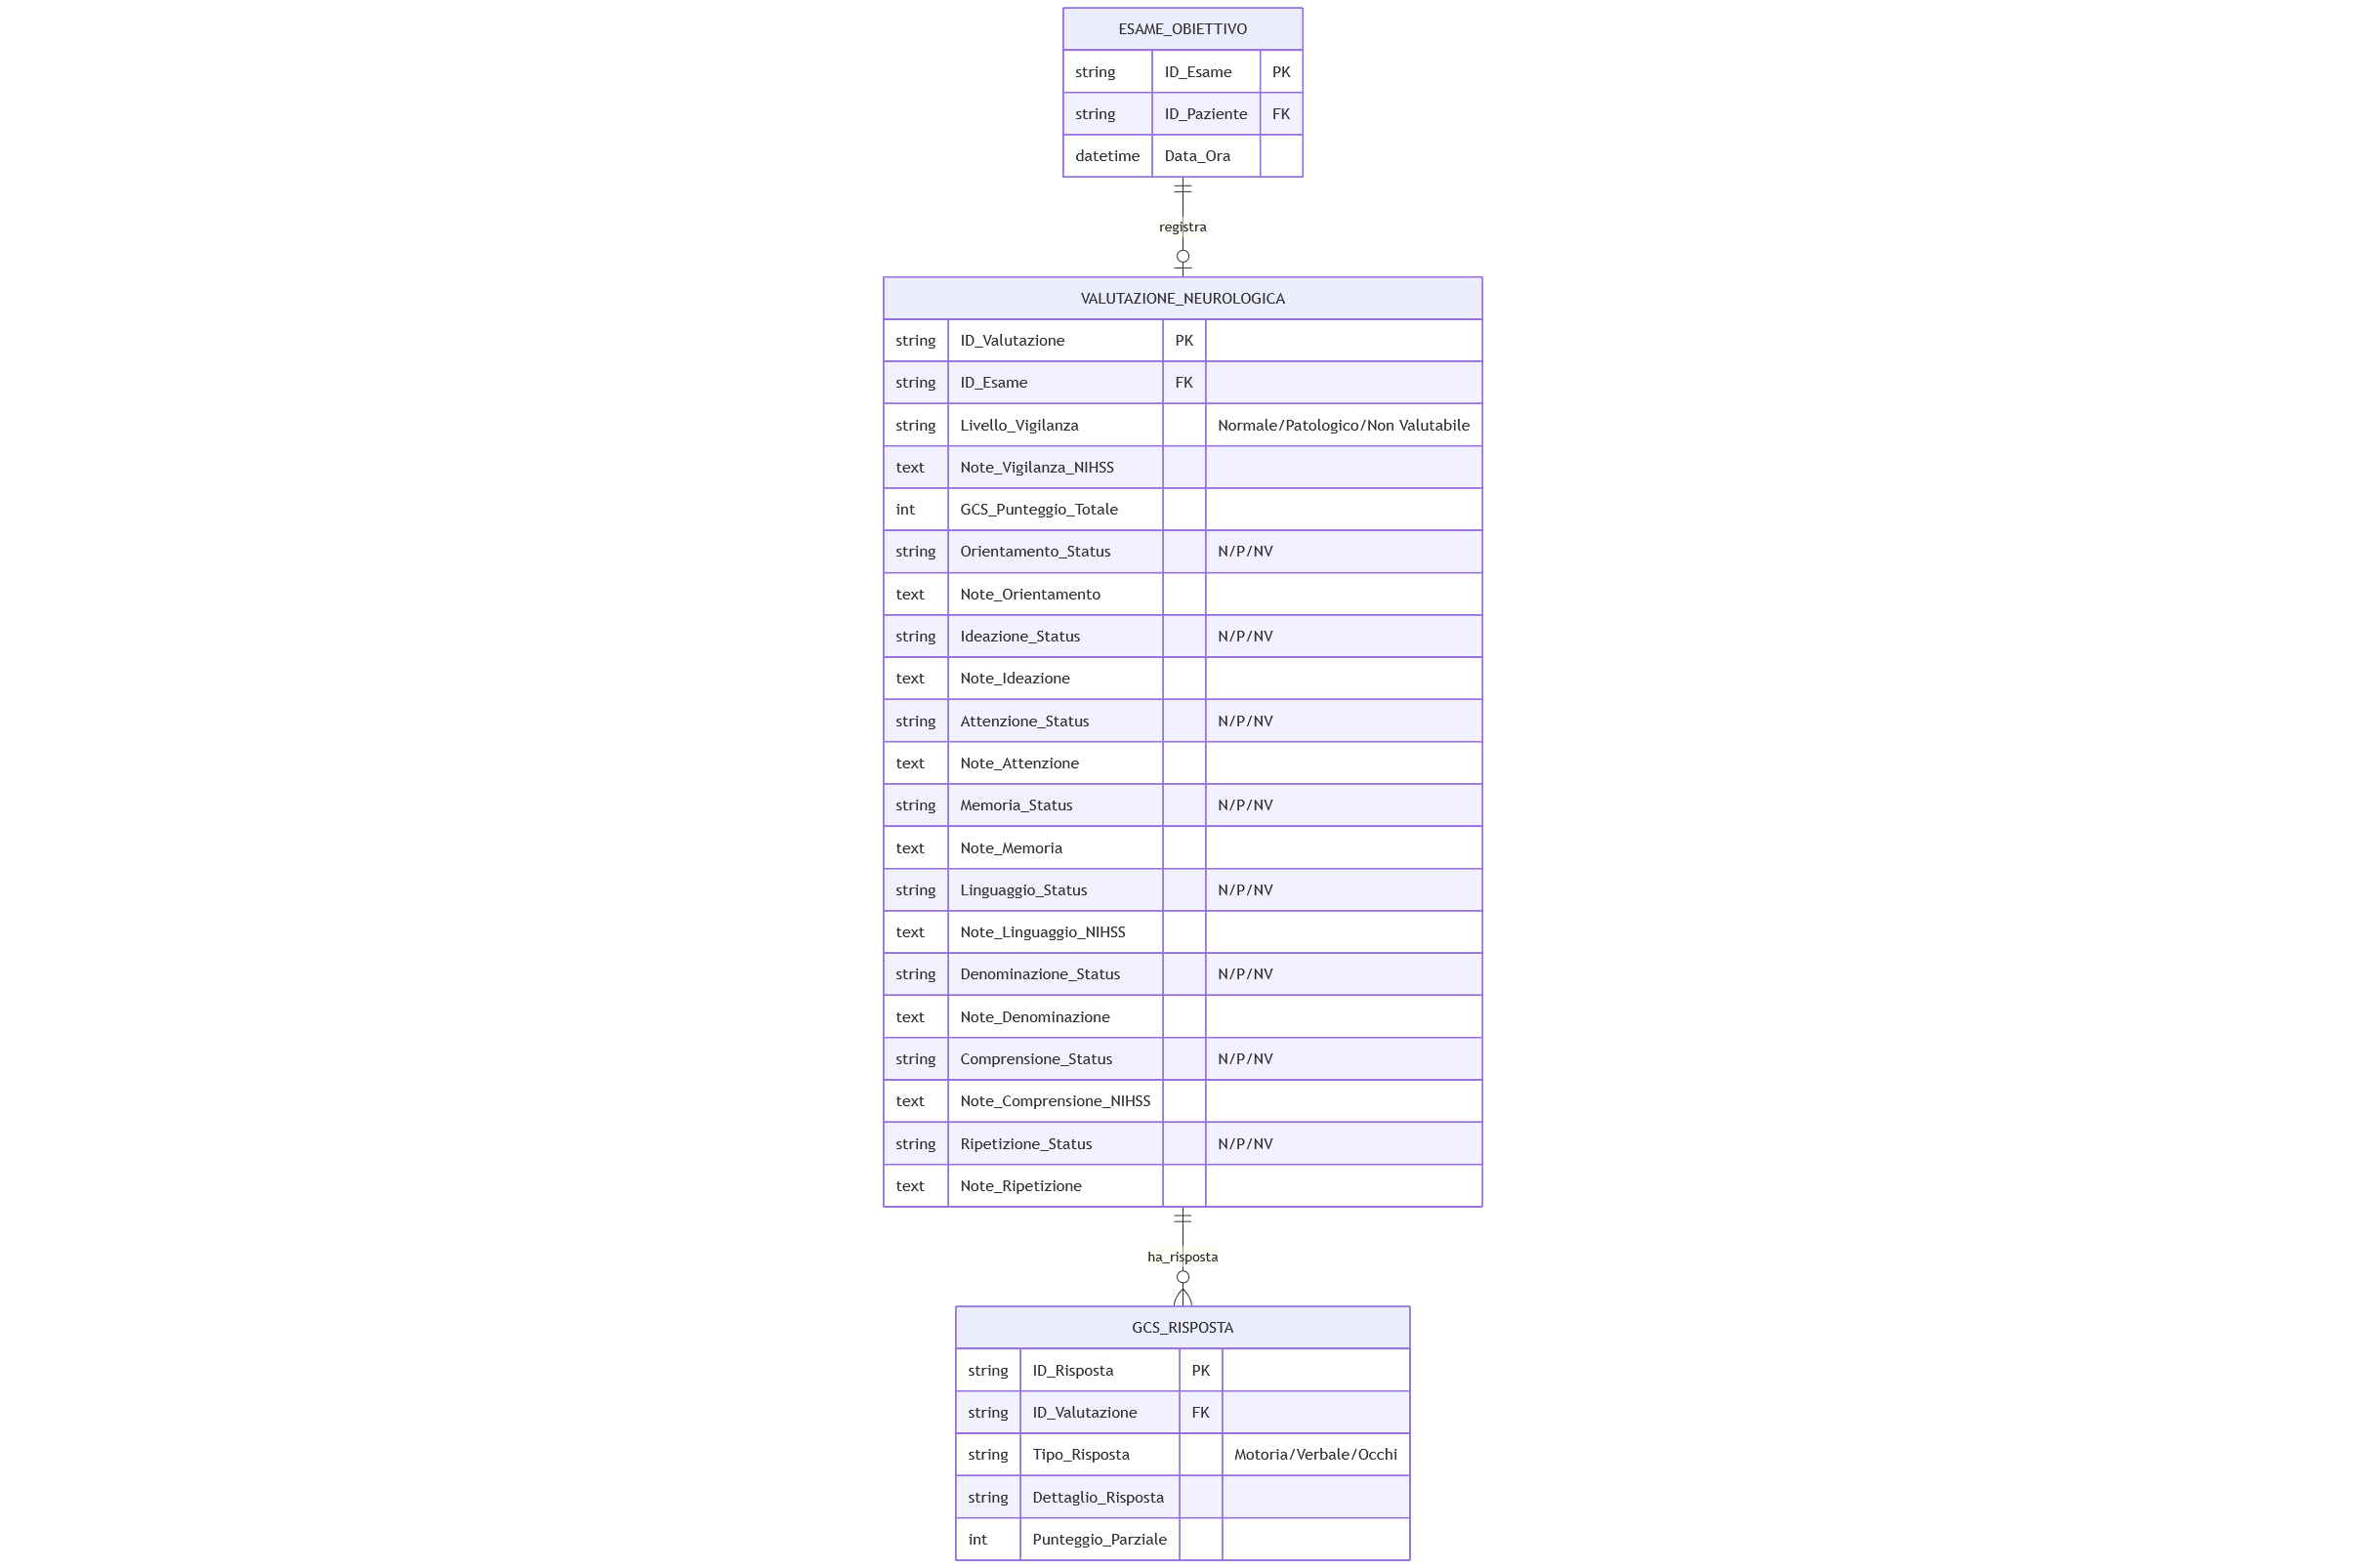 ESAME_OBIETTIVO
string ID_Esame PK
string ID_Paziente FK
datetime Data_Ora
registra
VALUTAZIONE_NEUROLOGICA
string ID_Valutazione PK
string ID_Esame FK
string Livello_Vigilanza Normale/Patologico/Non Valutabile
text Note_Vigilanza_NIHSS
int GCS_Punteggio_Totale
string Orientamento_Status N/P/NV
text Note_Orientamento
string Ideazione_Status N/P/NV
text Note_Ideazione
string Attenzione_Status N/P/NV
text Note_Attenzione
string Memoria_Status N/P/NV
text Note_Memoria
string Linguaggio_Status N/P/NV
text Note_Linguaggio_NIHSS
string Denominazione_Status N/P/NV
text Note_Denominazione
string Comprensione_Status N/P/NV
text Note_Comprensione_NIHSS
string Ripetizione_Status N/P/NV
text Note_Ripetizione
ha_risposta
GCS_RISPOSTA
string ID_Risposta PK
string ID_Valutazione FK
string Tipo_Risposta Motoria/Verbale/Occhi
string Dettaglio_Risposta
int Punteggio_Parziale